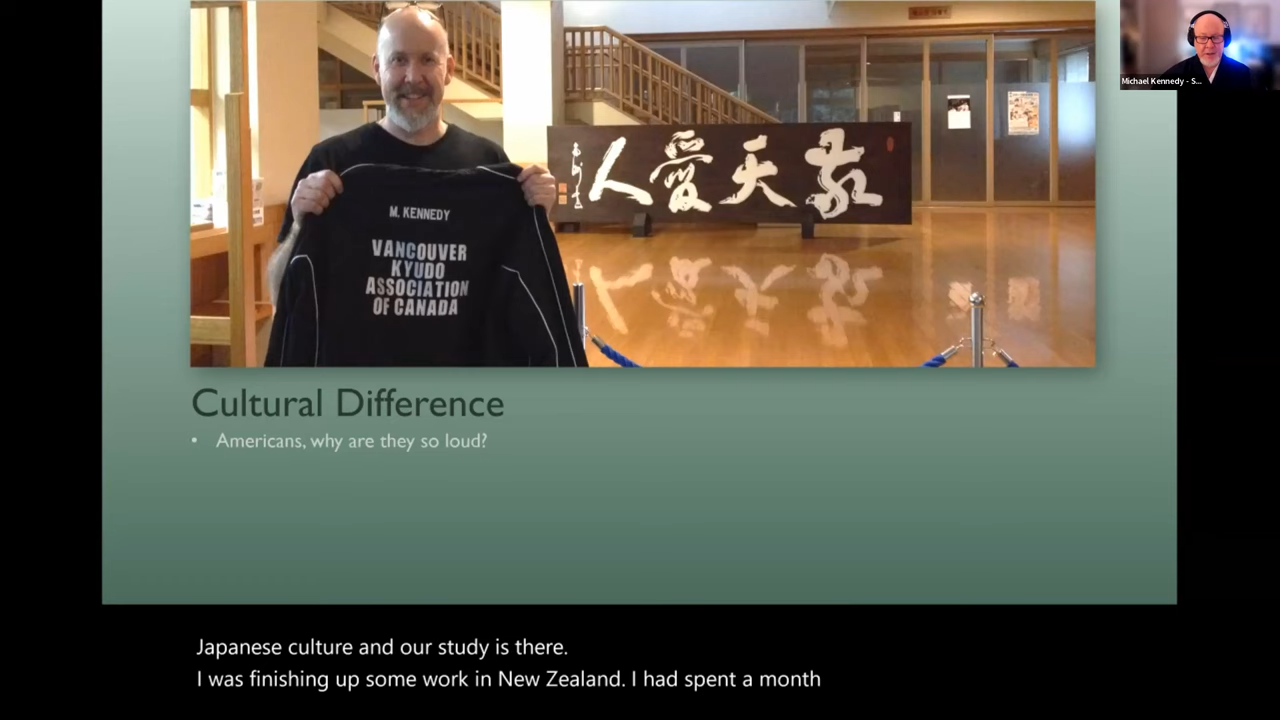 Michael Kennedy - S...
人愛天敬
M. KENNEDY
VANCOUVER
KYUDO
ASSOCIATION
OF CANADA
Cultural Difference
• Americans, why are they so loud?
Japanese culture and our study is there.
I was finishing up some work in New Zealand. I had spent a month